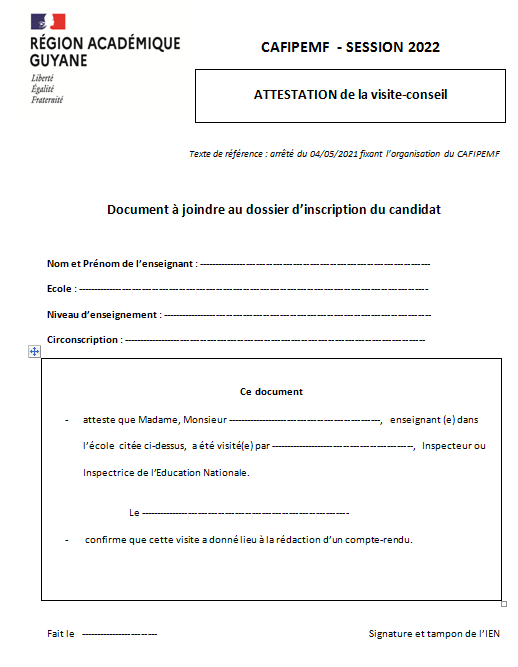 RÉGION ACADÉMIQUE
GUYANE
Liberté
Égalité
Fraternité
CAFIPEMF - SESSION 2022
ATTESTATION de la visite-conseil
Texte de référence : arrêté du 04/05/2021 fixant l'organisation du CAFIPEMF
Document à joindre au dossier d'inscription du candidat
Nom et Prénom de l'enseignant : ----------------------------------------------------------------
Ecole : ----------------------------------------------------------------
Niveau d'enseignement : ----------------------------------------------------------------
Circonscription : ----------------------------------------------------------------
Ce document
- atteste que Madame, Monsieur ------------------------------------------, enseignant (e) dans
l'école citée ci-dessus, a été visité(e) par ---------------------------------------, Inspecteur ou
Inspectrice de l'Education Nationale.
Le ----------------------------------------------------------
- confirme que cette visite a donné lieu à la rédaction d'un compte-rendu.
Fait le ---------------------
Signature et tampon de l'IEN